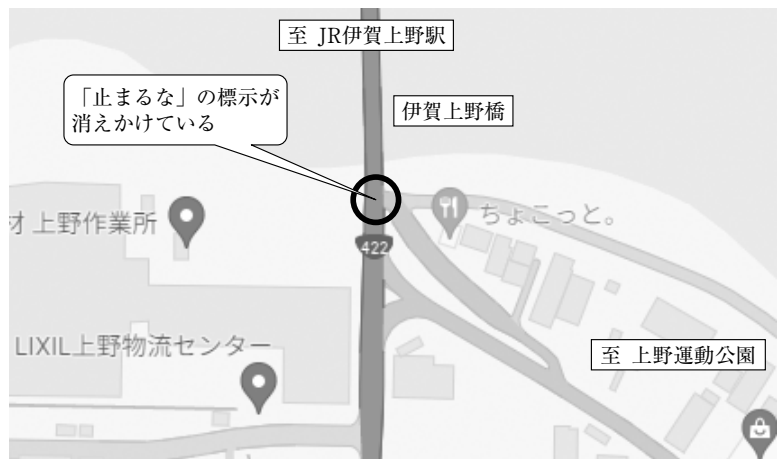 至 JR伊賀上野駅
「止まるな」の標示が
消えかけている
伊賀上野橋
材 上野作業所
ちょこっと。
422
LIXIL上野物流センター
至 上野運動公園